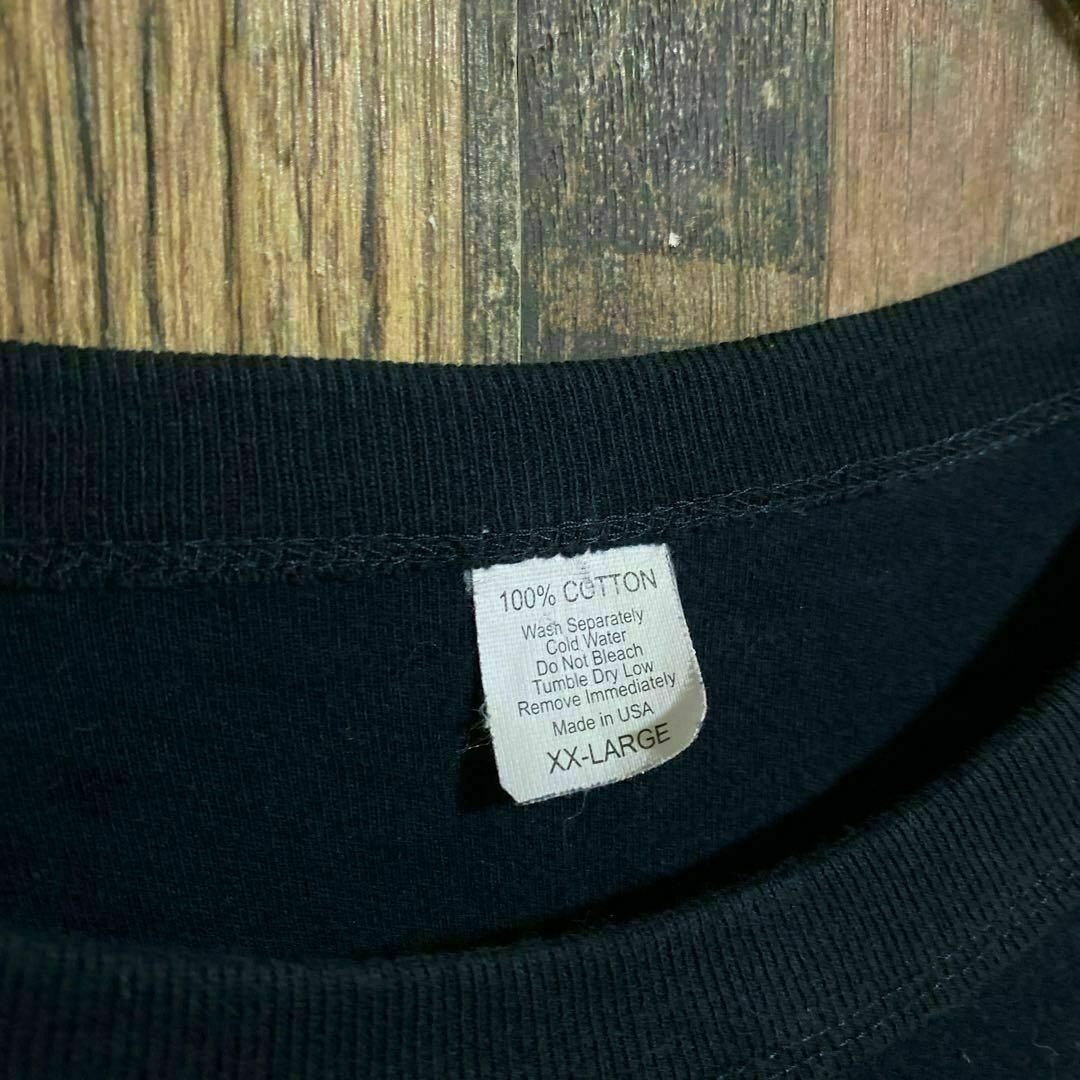 100% COTTON
Wash Separately
Cold Water
Do Not Bleach
Tumble Dry Low
Remove Immediately
Made in USA
XX-LARGE